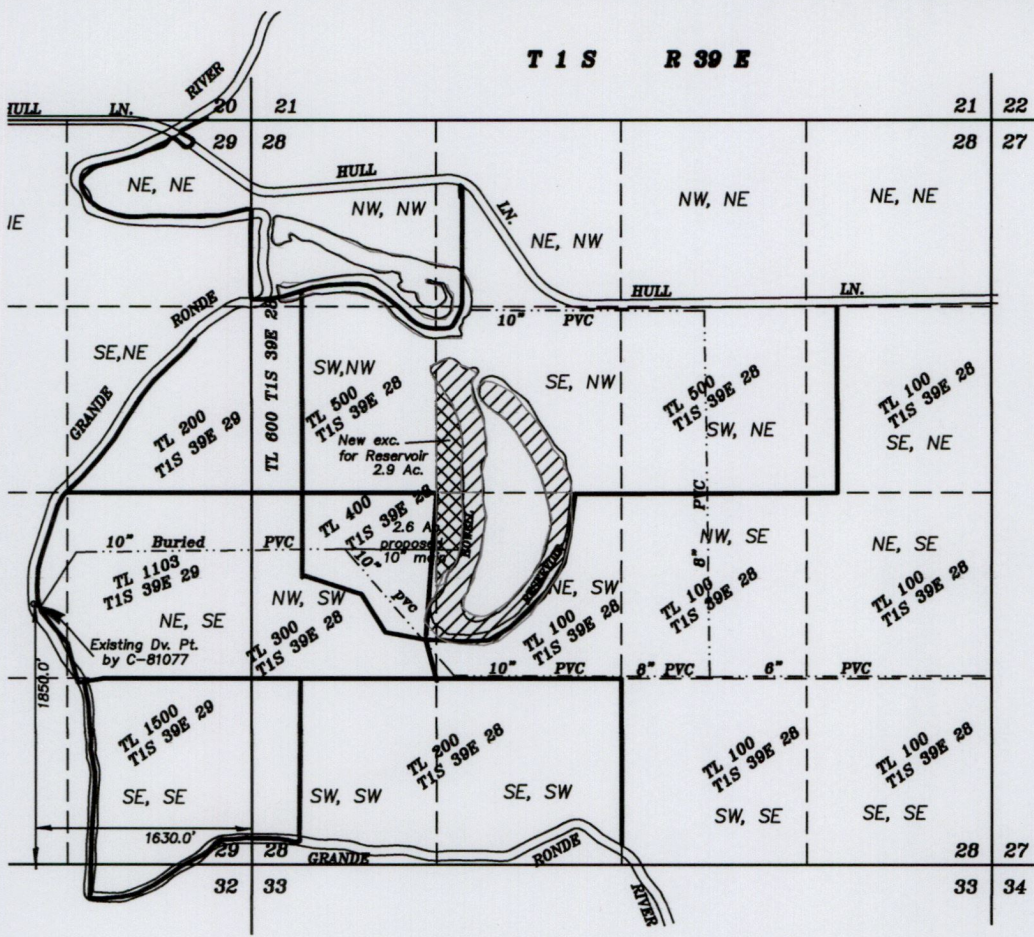 T 1 S R 39 E
RIVER
HULL LN.
20 21
29 28
21 22
28 27
NE, NE
HULL
NW, NW
LN.
NE, NW
NW, NE
NE, NE
HULL LN.
10" PVC
RONDE
GRANDE
SE,NE
TL 200
T1S 39E 29
TL 600 T1S 39E 28
SW,NW
TL 500
T1S 39E 28
New exc.
for Reservoir
2.9 Ac.
SE, NW
TL 500
T1S 39E 28
SW, NE
TL 100
T1S 39E 28
SE, NE
TL 400
T1S 39E 28
2.6
10"
10" pvc
RESERVOIR
PVC
8"
10" Buried PVC
TL 1103
T1S 39E 29
NE, SE
Existing Dv. Pt.
by C-81077
NW, SW
TL 300
T1S 39E 28
NE, SW
TL 100
T1S 39E 28
NW, SE
TL 100
T1S 39E 28
NE, SE
TL 100
T1S 39E 28
10" PVC 8" PVC 6" PVC
1850.0'
TL 1500
T1S 39E 29
SE, SE
SW, SW
TL 200
T1S 39E 28
SE, SW
TL 100
T1S 39E 28
SW, SE
TL 100
T1S 39E 28
SE, SE
1630.0'
29 28
32 33
GRANDE RONDE RIVER
28 27
33 34